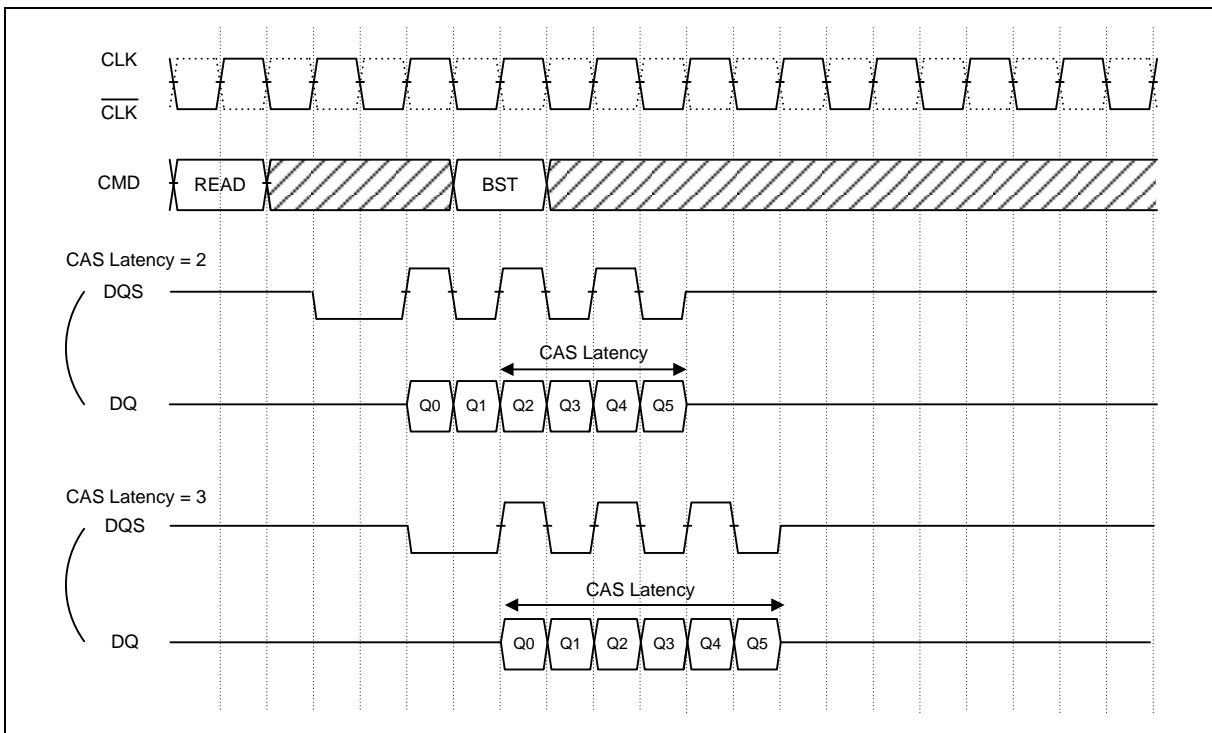 CLK
CLK
CMD
READ
BST
CAS Latency = 2
DQS
CAS Latency
DQ
Q0 Q1 Q2 Q3 Q4 Q5
CAS Latency = 3
DQS
CAS Latency
DQ
Q0 Q1 Q2 Q3 Q4 Q5